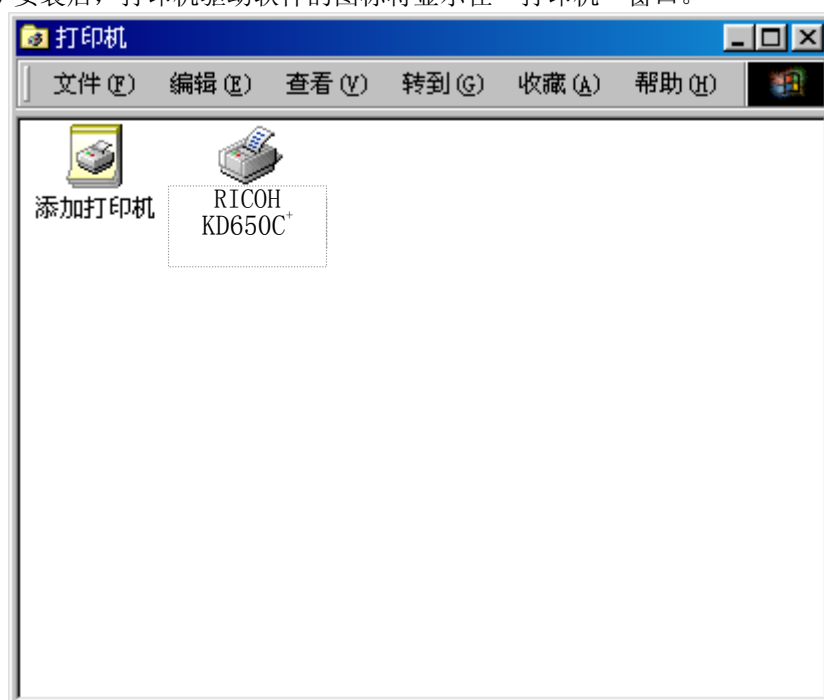 安装后，打印机驱动软件的图标将显示在“打印机”窗口。
打印机
文件(F) 编辑(E) 查看(V) 转到(G) 收藏(A) 帮助(H)
添加打印机
RICOH
KD650C+